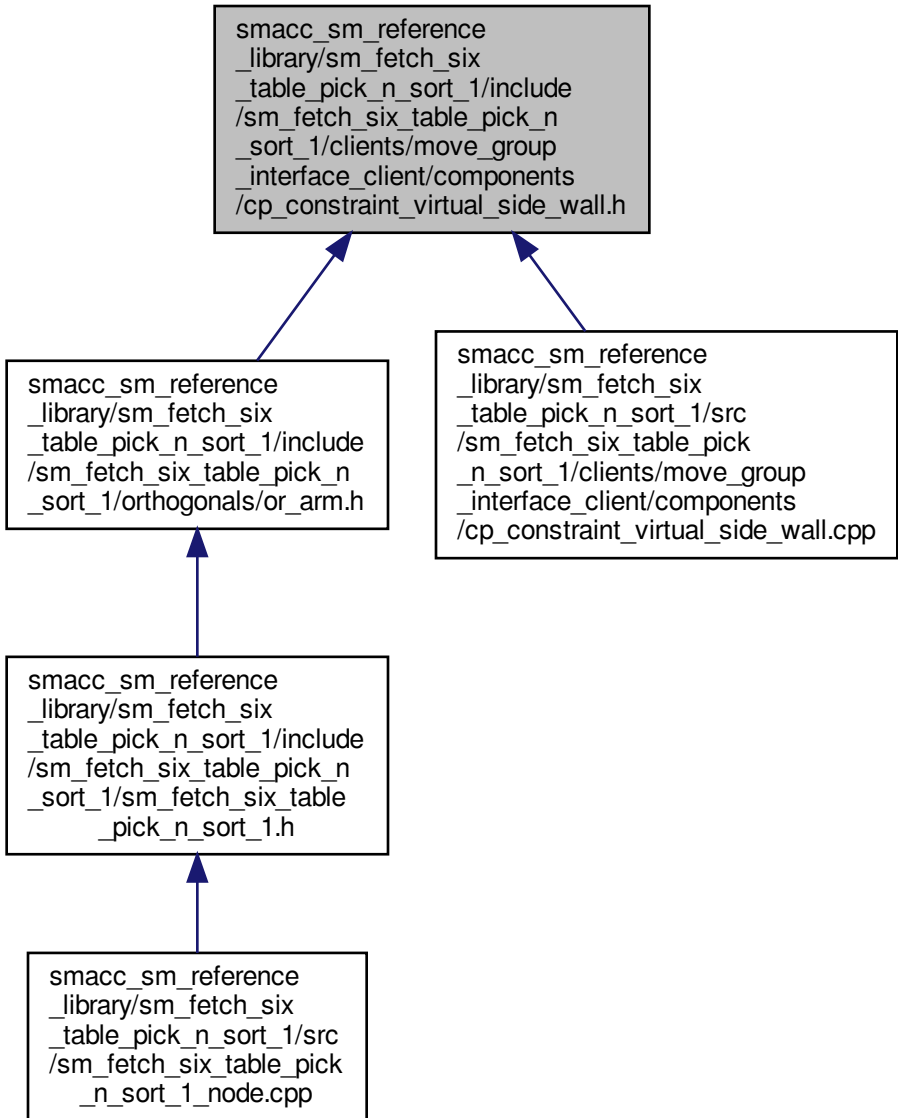 smacc_sm_reference
_library/sm_fetch_six
_table_pick_n_sort_1/include
/sm_fetch_six_table_pick_n
_sort_1/clients/move_group
_interface_client/components
/cp_constraint_virtual_side_wall.h
smacc_sm_reference
_library/sm_fetch_six
_table_pick_n_sort_1/include
/sm_fetch_six_table_pick_n
_sort_1/orthogonals/or_arm.h
smacc_sm_reference
_library/sm_fetch_six
_table_pick_n_sort_1/src
/sm_fetch_six_table_pick
_n_sort_1/clients/move_group
_interface_client/components
/cp_constraint_virtual_side_wall.cpp
smacc_sm_reference
_library/sm_fetch_six
_table_pick_n_sort_1/include
/sm_fetch_six_table_pick_n
_sort_1/sm_fetch_six_table
_pick_n_sort_1.h
smacc_sm_reference
_library/sm_fetch_six
_table_pick_n_sort_1/src
/sm_fetch_six_table_pick
_n_sort_1_node.cpp